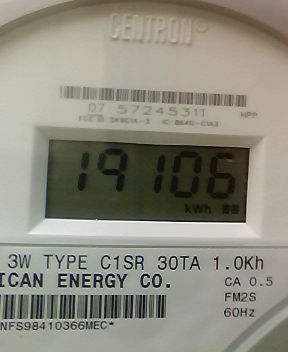 CENTRON®
07 57245311 HPP
19106
kWh
3W TYPE C1SR 30TA 1.0Kh
ICAN ENERGY CO. CA 0.5
FM2S
NFS98410366MEC* 60Hz